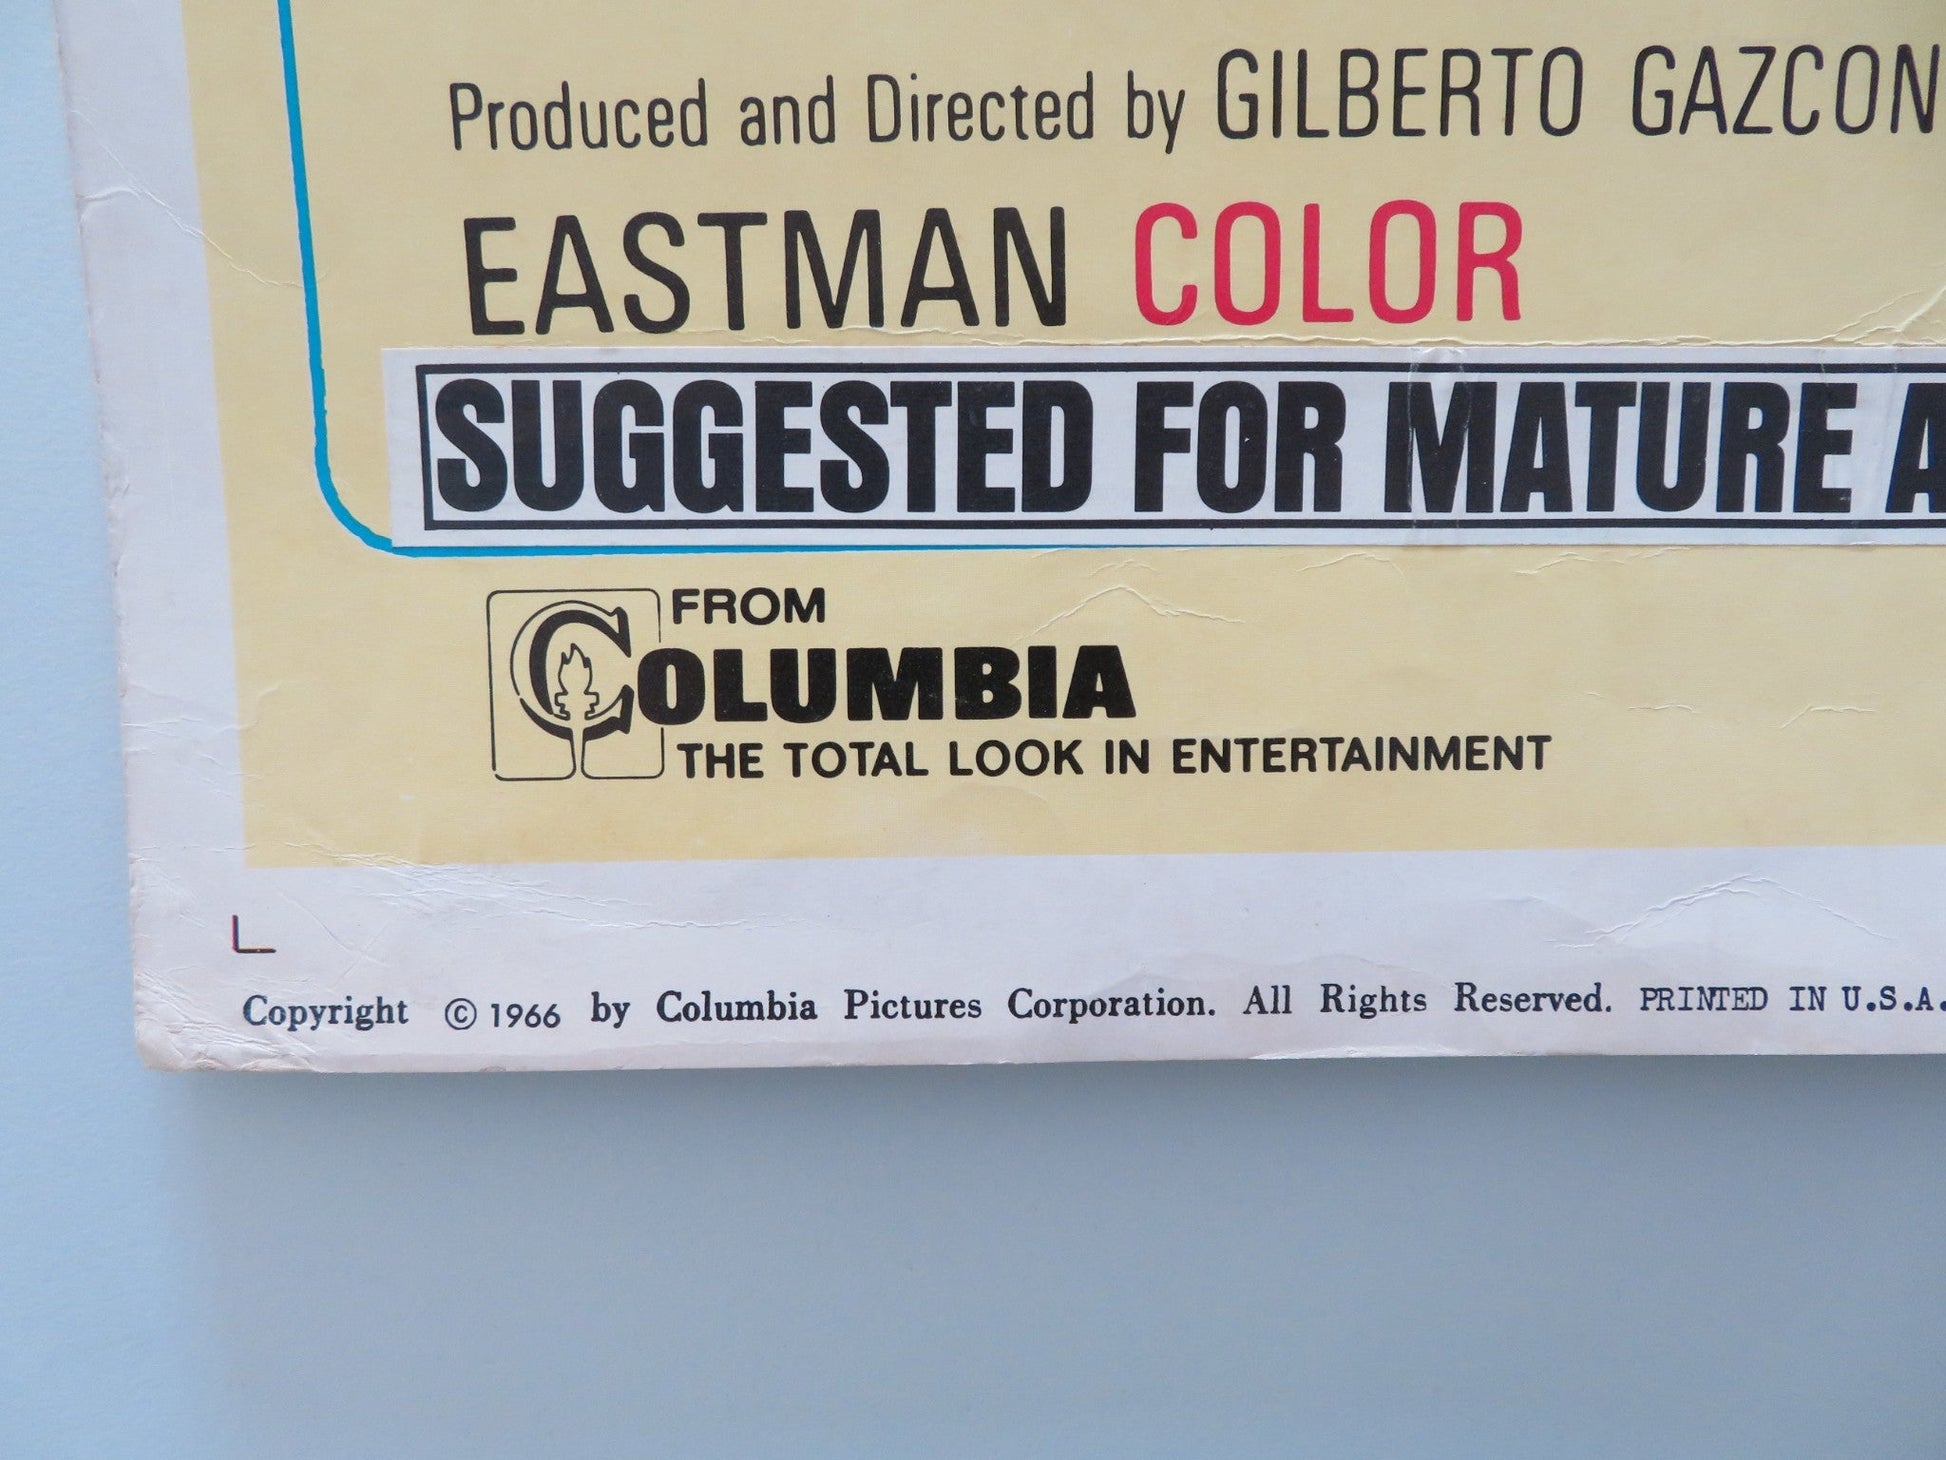 Produced and Directed by GILBERTO GAZCON
EASTMAN COLOR
SUGGESTED FOR MATURE A
FROM
COLUMBIA
THE TOTAL LOOK IN ENTERTAINMENT
Copyright © 1966 by Columbia Pictures Corporation. All Rights Reserved. PRINTED IN U.S.A.